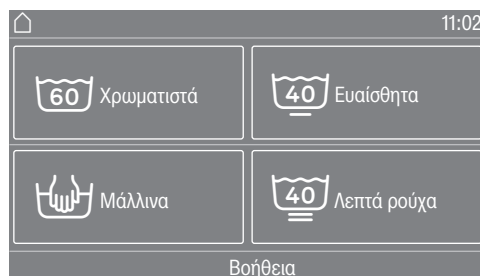 11:02
60 Χρωματιστά
40 Ευαίσθητα
Μάλλινα
40 Λεπτά ρούχα
Βοήθεια